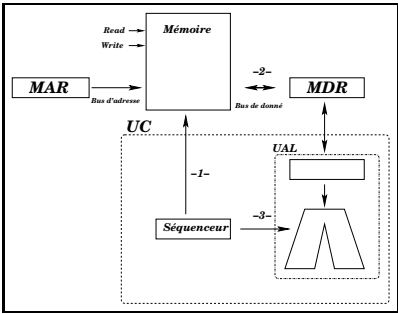 Read
Write
Mémoire
MAR
Bus d'adresse
–2–
Bus de donné
MDR
UC
UAL
–1–
Séquenceur
–3–